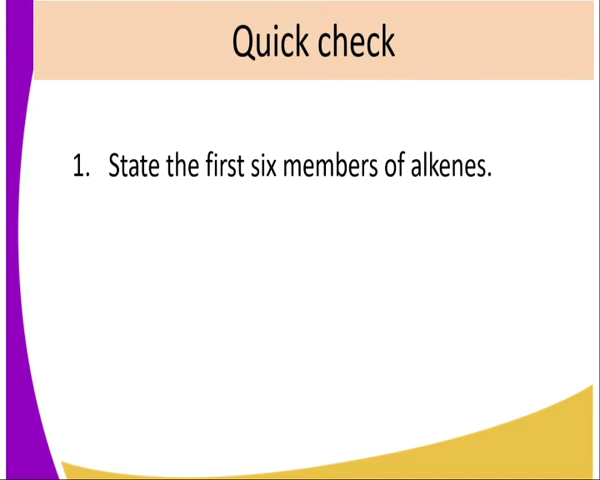 Quick check
1. State the first six members of alkenes.